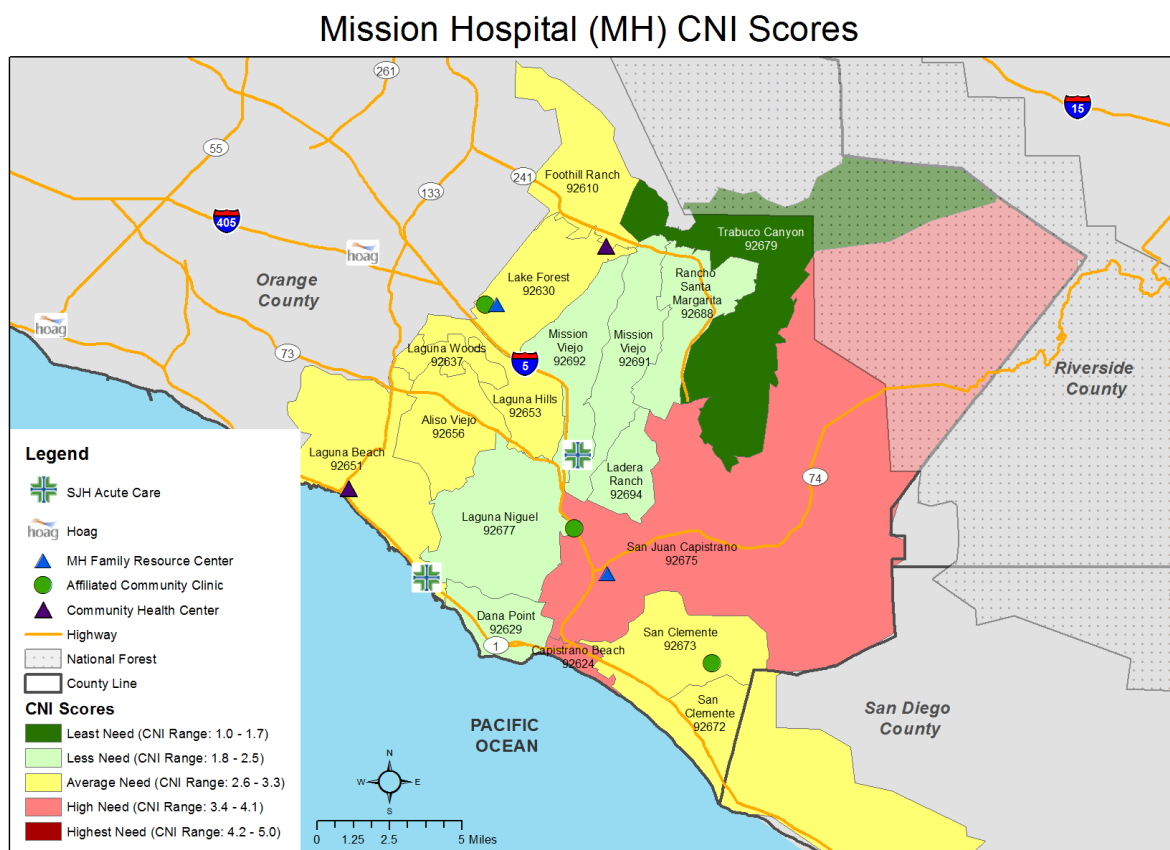 Mission Hospital (MH) CNI Scores
261
15
55
241
Foothill Ranch
92610
133
405
hoag
Trabuco Canyon
92679
Orange
County
Lake Forest
92630
Rancho
Santa
Margarita
92688
hoag
73
Laguna Woods
92637
5
Mission
Viejo
92692
Mission
Viejo
92691
Riverside
County
Laguna Hills
92653
Aliso Viejo
92656
Laguna Beach
92651
Ladera
Ranch
92694
74
Laguna Niguel
92677
San Juan Capistrano
92675
Dana Point
92629
1
Capistrano Beach
92624
San Clemente
92673
San
Clemente
92672
San Diego
County
PACIFIC
OCEAN
Legend
SJH Acute Care
hoag Hoag
MH Family Resource Center
Affiliated Community Clinic
Community Health Center
Highway
National Forest
County Line
CNI Scores
Least Need (CNI Range: 1.0 - 1.7)
Less Need (CNI Range: 1.8 - 2.5)
Average Need (CNI Range: 2.6 - 3.3)
High Need (CNI Range: 3.4 - 4.1)
Highest Need (CNI Range: 4.2 - 5.0)
N
W E
S
0 1.25 2.5 5 Miles